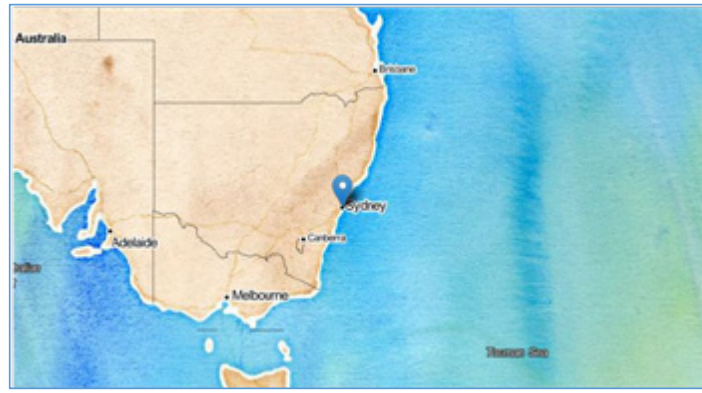 Australia
Brisbane
Sydney
Adelaide
Canberra
Melbourne
Tasman Sea